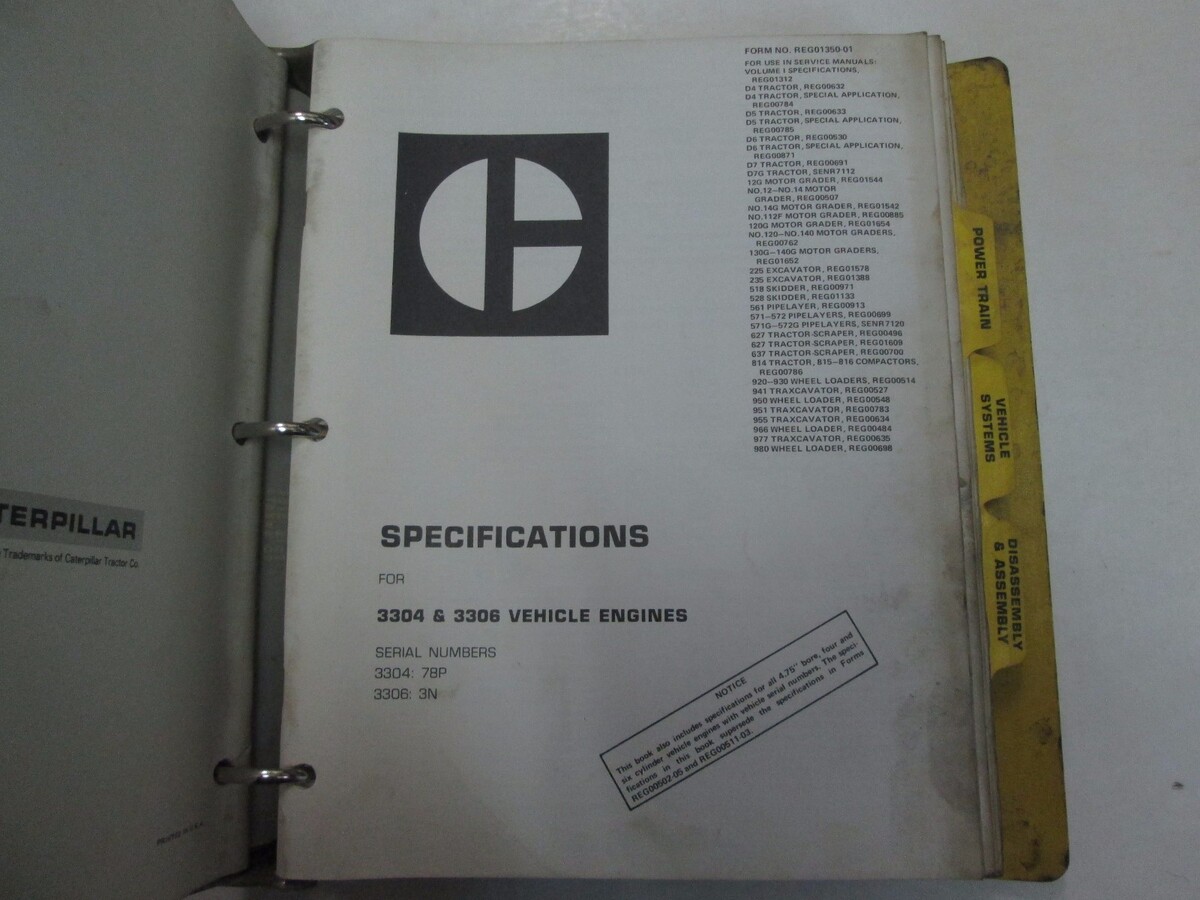 TERPILLAR
Trademarks of Caterpillar Tractor Co.
PRINTED IN U.S.A.
FORM NO. REG01350-01
FOR USE IN SERVICE MANUALS:
VOLUME I SPECIFICATIONS,
REG01312
D4 TRACTOR, REG00632
D4 TRACTOR, SPECIAL APPLICATION,
REG00784
D5 TRACTOR, REG00633
D5 TRACTOR, SPECIAL APPLICATION,
REG00785
D6 TRACTOR, REG00530
D6 TRACTOR, SPECIAL APPLICATION,
REG00871
D7 TRACTOR, REG00691
D7G TRACTOR, SENR7112
12G MOTOR GRADER, REG01544
NO.12–NO.14 MOTOR
GRADER, REG00507
NO.14G MOTOR GRADER, REG01542
NO.112F MOTOR GRADER, REG00885
120G MOTOR GRADER, REG01654
NO.120–NO.140 MOTOR GRADERS,
REG00762
130G–140G MOTOR GRADERS,
REG01652
225 EXCAVATOR, REG01578
235 EXCAVATOR, REG01388
518 SKIDDER, REG00971
528 SKIDDER, REG01133
561 PIPELAYER, REG00913
571–572 PIPELAYERS, REG00699
571G–572G PIPELAYERS, SENR7120
627 TRACTOR-SCRAPER, REG00496
627 TRACTOR-SCRAPER, REG01609
637 TRACTOR-SCRAPER, REG00700
814 TRACTOR, 815–816 COMPACTORS,
REG00786
920–930 WHEEL LOADERS, REG00514
941 TRAXCAVATOR, REG00527
950 WHEEL LOADER, REG00548
951 TRAXCAVATOR, REG00783
955 TRAXCAVATOR, REG00634
966 WHEEL LOADER, REG00484
977 TRAXCAVATOR, REG00635
980 WHEEL LOADER, REG00698
SPECIFICATIONS
FOR
3304 & 3306 VEHICLE ENGINES
SERIAL NUMBERS
3304: 78P
3306: 3N
NOTICE
This book also includes specifications for all 4.75" bore, four and
six cylinder vehicle engines with vehicle serial numbers. The speci-
fications in this book supersede the specifications in Forms
REG00502-05 and REG00511-03.
POWER TRAIN
VEHICLE
SYSTEMS
DISASSEMBLY
& ASSEMBLY